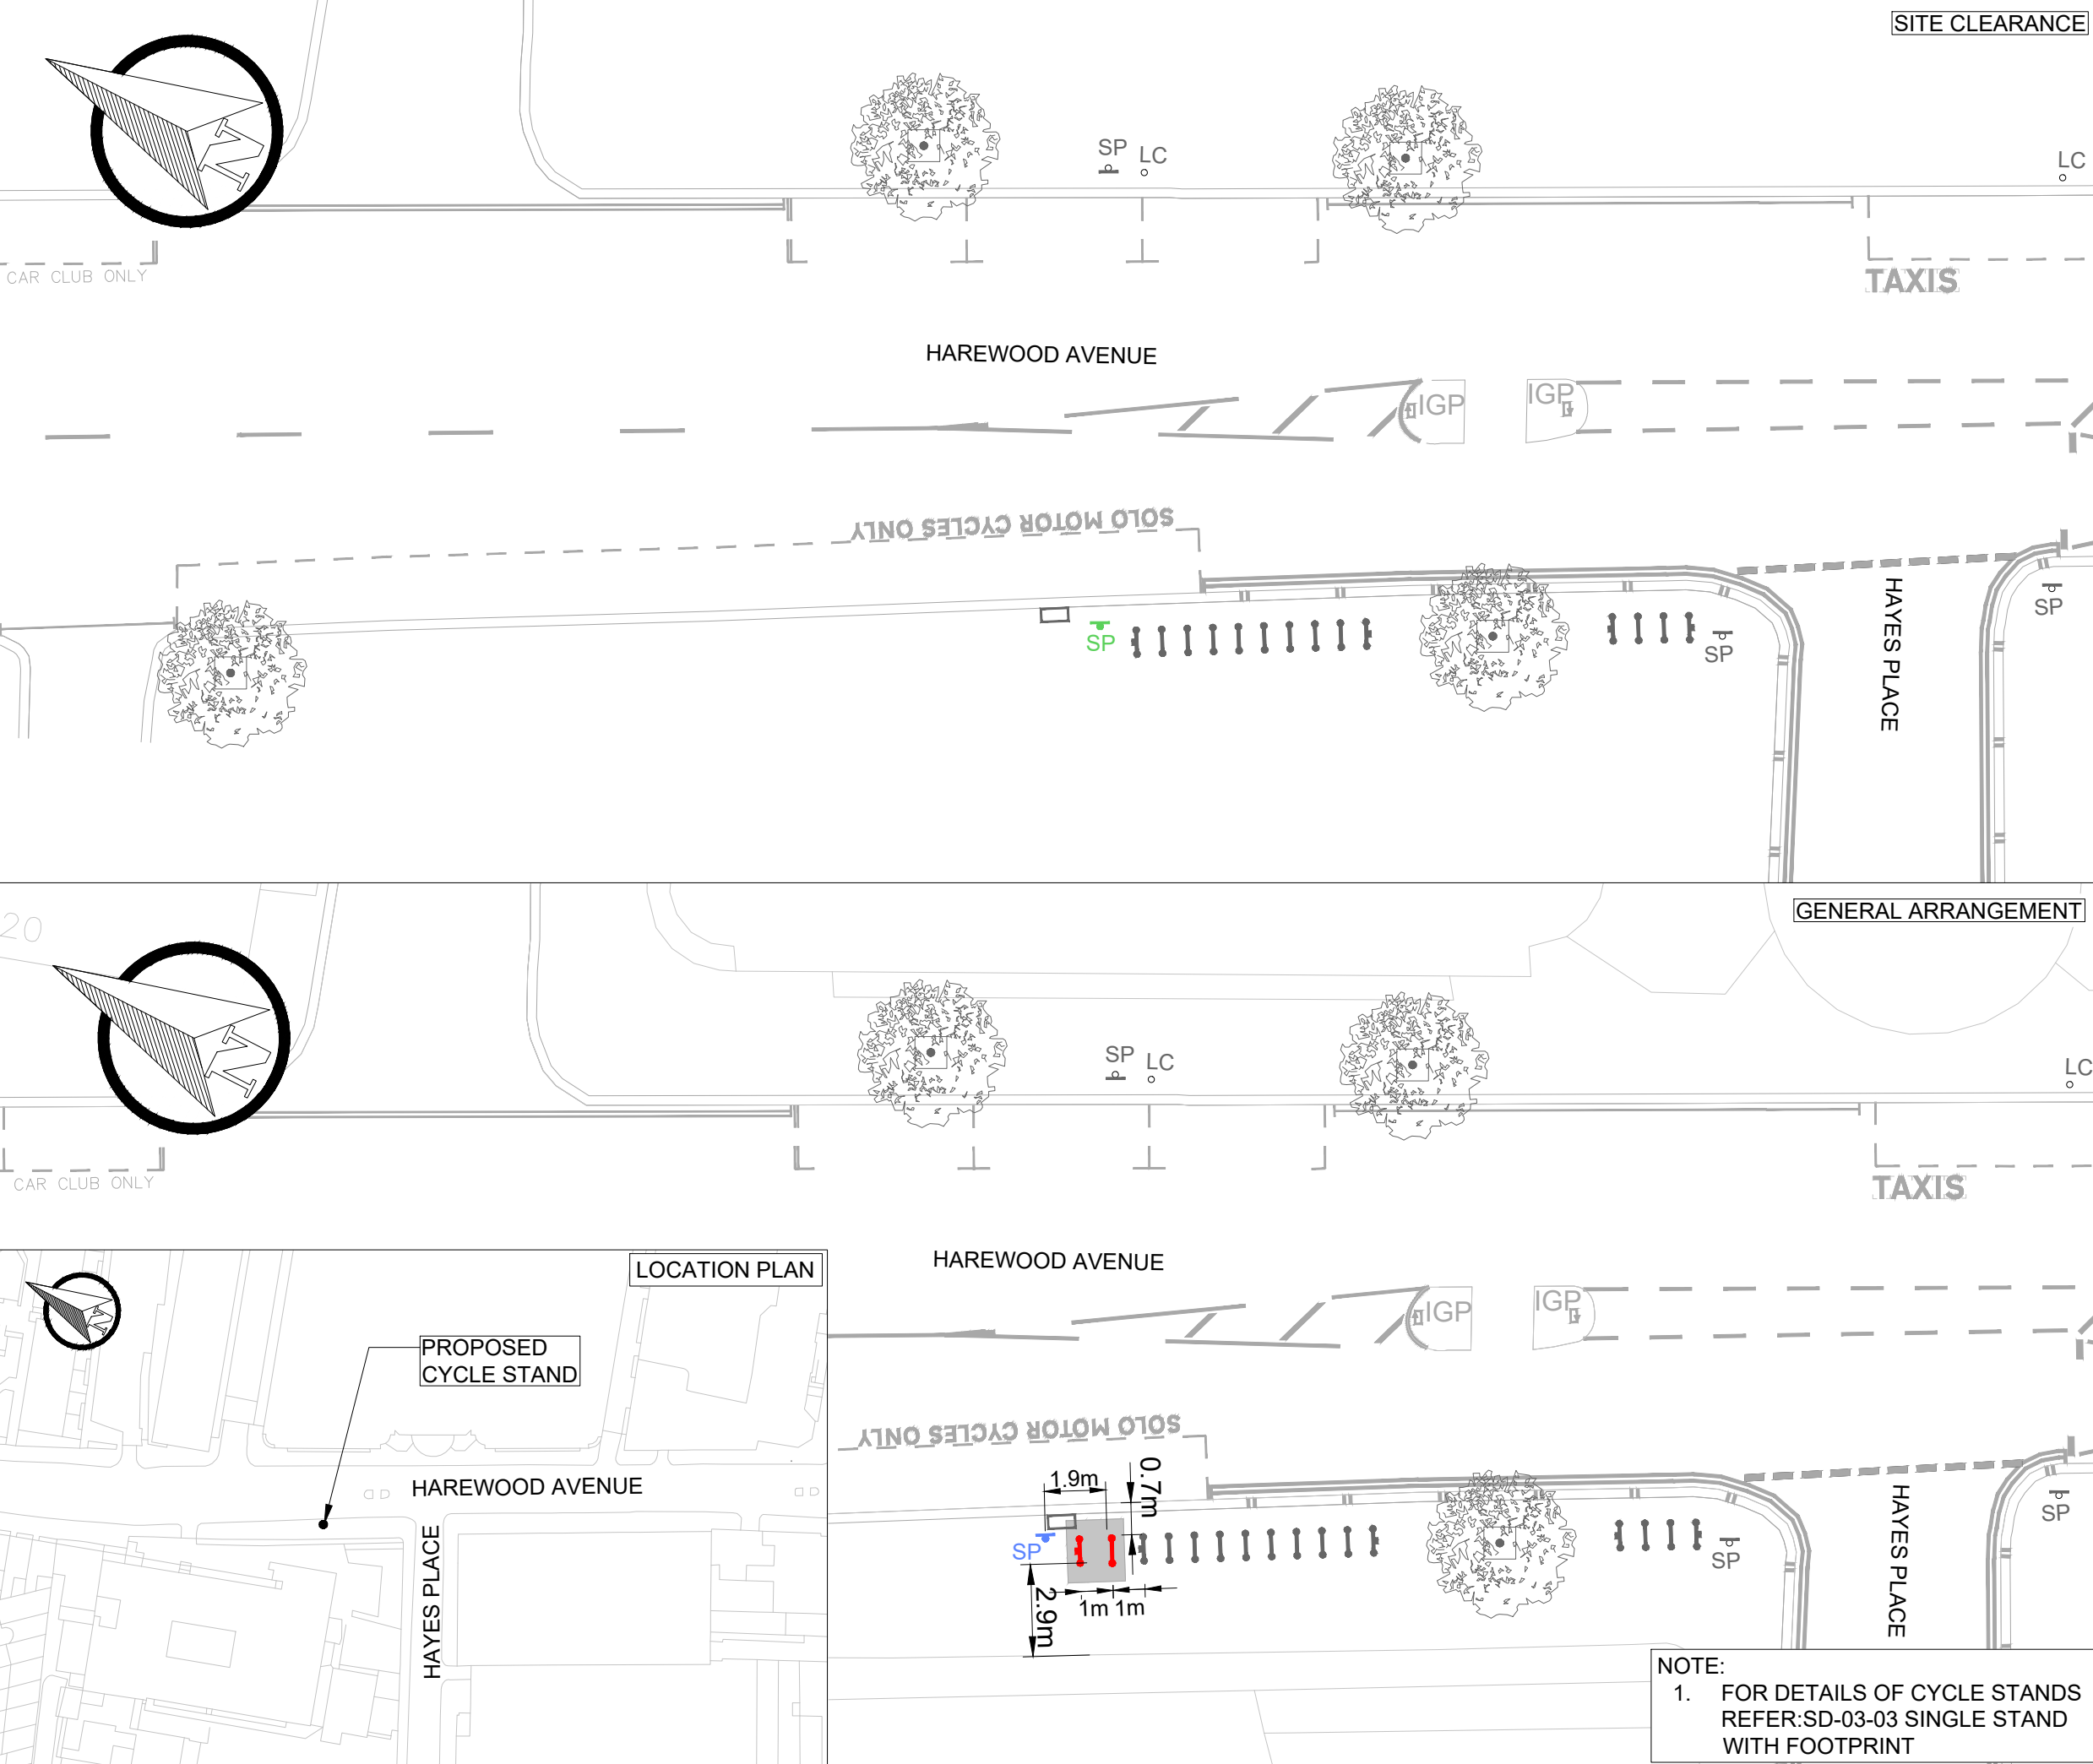 SITE CLEARANCE
N
SP LC
LC
CAR CLUB ONLY
TAXIS
HAREWOOD AVENUE
IGP
IGP
SOLO MOTOR CYCLES ONLY
SP
SP
SP
HAYES PLACE
20
GENERAL ARRANGEMENT
N
SP LC
LC
CAR CLUB ONLY
TAXIS
LOCATION PLAN
N
PROPOSED
CYCLE STAND
HAREWOOD AVENUE
HAYES PLACE
HAREWOOD AVENUE
IGP
IGP
SOLO MOTOR CYCLES ONLY
1.9m
0.7m
SP
2.9m
1m 1m
SP
SP
HAYES PLACE
NOTE:
1. FOR DETAILS OF CYCLE STANDS
REFER:SD-03-03 SINGLE STAND
WITH FOOTPRINT